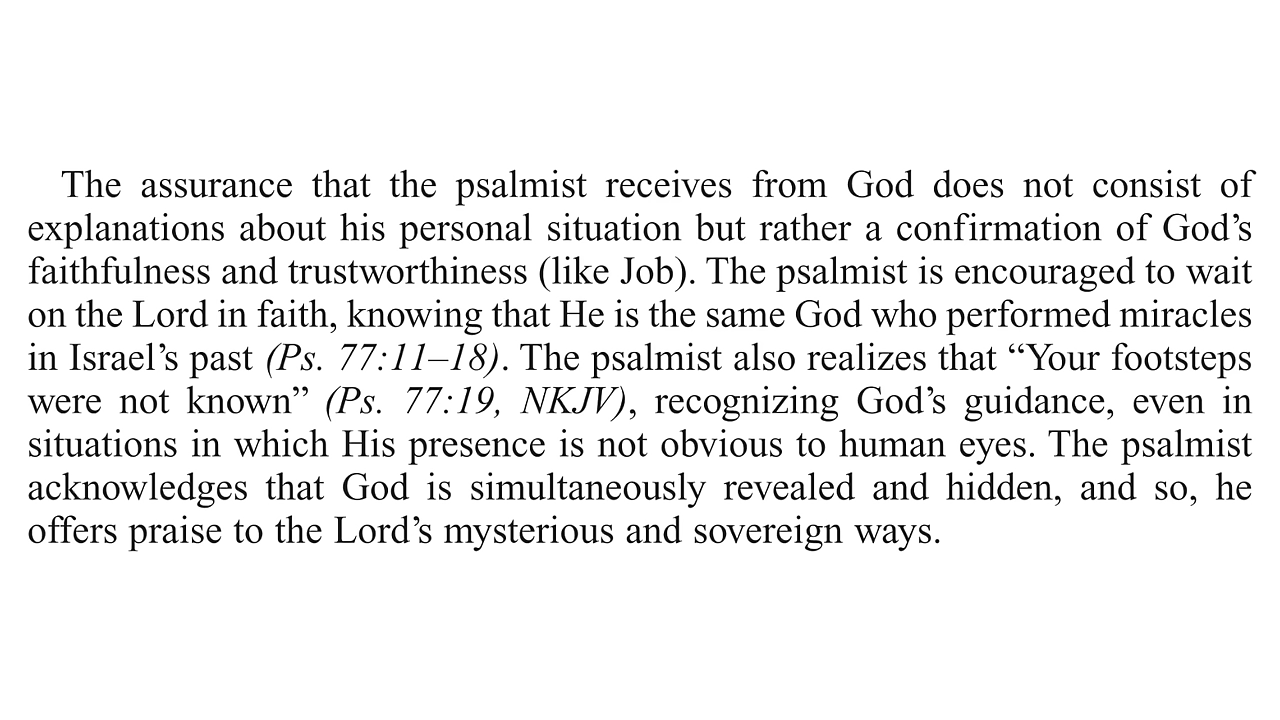 The assurance that the psalmist receives from God does not consist of
explanations about his personal situation but rather a confirmation of God’s
faithfulness and trustworthiness (like Job). The psalmist is encouraged to wait
on the Lord in faith, knowing that He is the same God who performed miracles
in Israel’s past (Ps. 77:11–18). The psalmist also realizes that “Your footsteps
were not known” (Ps. 77:19, NKJV), recognizing God’s guidance, even in
situations in which His presence is not obvious to human eyes. The psalmist
acknowledges that God is simultaneously revealed and hidden, and so, he
offers praise to the Lord’s mysterious and sovereign ways.